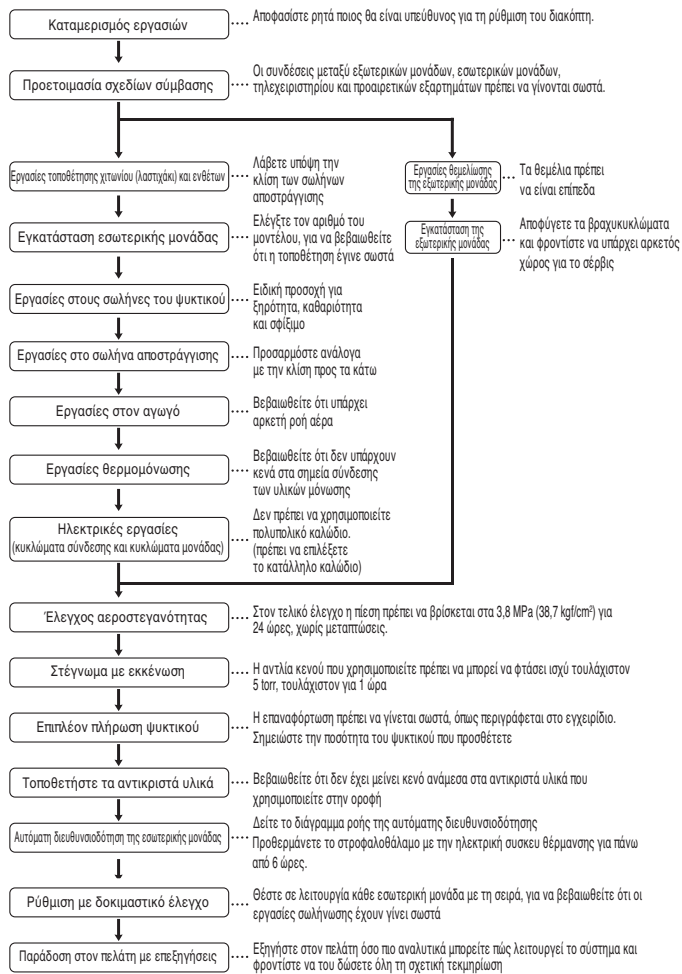 Καταμερισμός εργασιών
Αποφασίστε ρητά ποιος θα είναι υπεύθυνος για τη ρύθμιση του διακόπτη.
Προετοιμασία σχεδίων σύμβασης
Οι συνδέσεις μεταξύ εξωτερικών μονάδων, εσωτερικών μονάδων,
τηλεχειριστηρίου και προαιρετικών εξαρτημάτων πρέπει να γίνονται σωστά.
Εργασίες τοποθέτησης χιτωνίου (λαστιχάκι) και ενθέτων
Λάβετε υπόψη την
κλίση των σωλήνων
αποστράγγισης
Εργασίες θεμελίωσης
της εξωτερικής μονάδας
Τα θεμέλια πρέπει
να είναι επίπεδα
Εγκατάσταση εσωτερικής μονάδας
Ελέγξτε τον αριθμό του
μοντέλου, για να βεβαιωθείτε
ότι η τοποθέτηση έγινε σωστά
Εγκατάσταση της
εξωτερικής μονάδας
Αποφύγετε τα βραχυκυκλώματα
και φροντίστε να υπάρχει αρκετός
χώρος για το σέρβις
Εργασίες στους σωλήνες του ψυκτικού
Ειδική προσοχή για
ξηρότητα, καθαριότητα
και σφίξιμο
Εργασίες στο σωλήνα αποστράγγισης
Προσαρμόστε ανάλογα
με την κλίση προς τα κάτω
Εργασίες στον αγωγό
Βεβαιωθείτε ότι υπάρχει
αρκετή ροή αέρα
Εργασίες θερμομόνωσης
Βεβαιωθείτε ότι δεν υπάρχουν
κενά στα σημεία σύνδεσης
των υλικών μόνωσης
Ηλεκτρικές εργασίες
(κυκλώματα σύνδεσης και κυκλώματα μονάδας)
Δεν πρέπει να χρησιμοποιείτε
πολυπολικό καλώδιο.
(πρέπει να επιλέξετε
το κατάλληλο καλώδιο)
Έλεγχος αεροστεγανότητας
Στον τελικό έλεγχο η πίεση πρέπει να βρίσκεται στα 3,8 MPa (38,7 kgf/cm²) για
24 ώρες, χωρίς μεταπτώσεις.
Στέγνωμα με εκκένωση
Η αντλία κενού που χρησιμοποιείτε πρέπει να μπορεί να φτάσει ισχύ τουλάχιστον
5 torr, τουλάχιστον για 1 ώρα
Επιπλέον πλήρωση ψυκτικού
Η επαναφόρτωση πρέπει να γίνεται σωστά, όπως περιγράφεται στο εγχειρίδιο.
Σημειώστε την ποσότητα του ψυκτικού που προσθέτετε
Τοποθετήστε τα αντικριστά υλικά
Βεβαιωθείτε ότι δεν έχει μείνει κενό ανάμεσα στα αντικριστά υλικά που
χρησιμοποιείτε στην οροφή
Αυτόματη διευθυνσιοδότηση της εσωτερικής μονάδας
Δείτε το διάγραμμα ροής της αυτόματης διευθυνσιοδότησης
Προθερμάνετε το στροφαλοθάλαμο με την ηλεκτρική συσκευ θέρμανσης για πάνω
από 6 ώρες.
Ρύθμιση με δοκιμαστικό έλεγχο
Θέστε σε λειτουργία κάθε εσωτερική μονάδα με τη σειρά, για να βεβαιωθείτε ότι οι
εργασίες σωλήνωσης έχουν γίνει σωστά
Παράδοση στον πελάτη με επεξηγήσεις
Εξηγήστε στον πελάτη όσο πιο αναλυτικά μπορείτε πώς λειτουργεί το σύστημα και
φροντίστε να του δώσετε όλη τη σχετική τεκμηρίωση